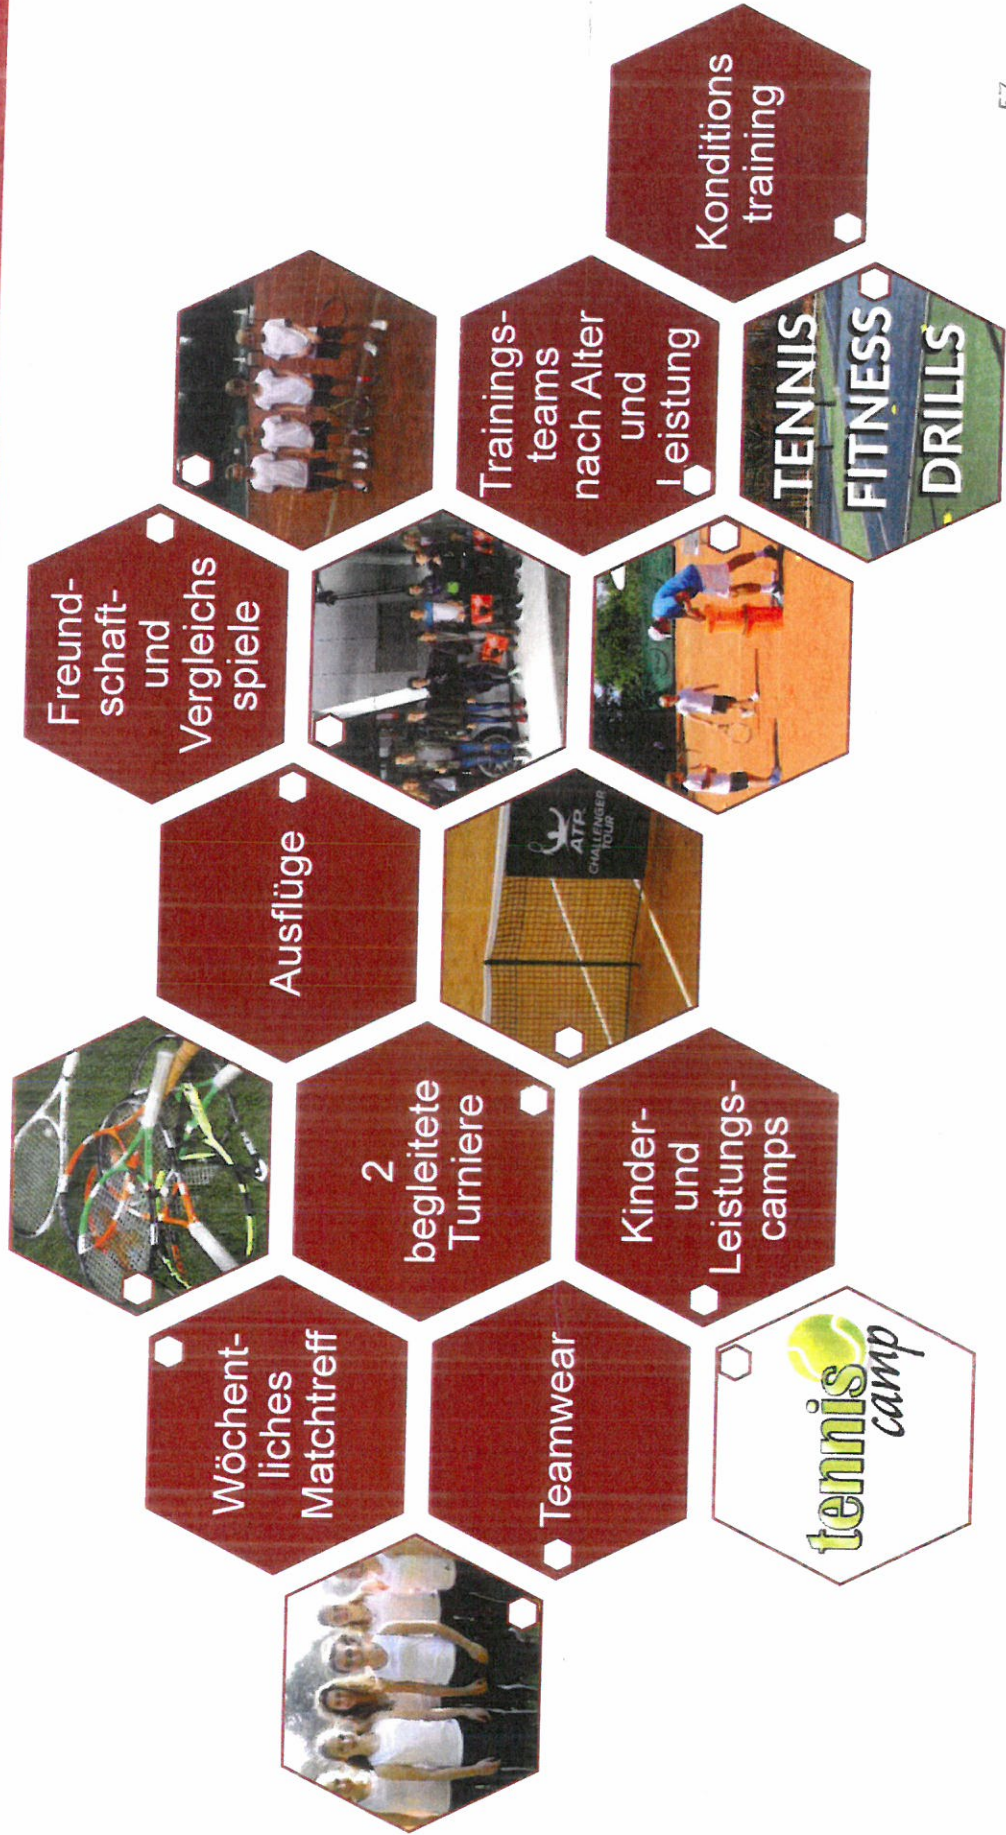 Wöchent-
liches
Matchtreff
Teamwear
tennis
camp
2
begleitete
Turniere
Kinder-
und
Leistungs-
camps
Ausflüge
ATP
CHALLENGER
TOUR
Freund-
schaft-
und
Vergleichs
spiele
Trainings-
teams
nach Alter
und
Leistung
TENNIS
FITNESS
DRILLS
Konditions
training